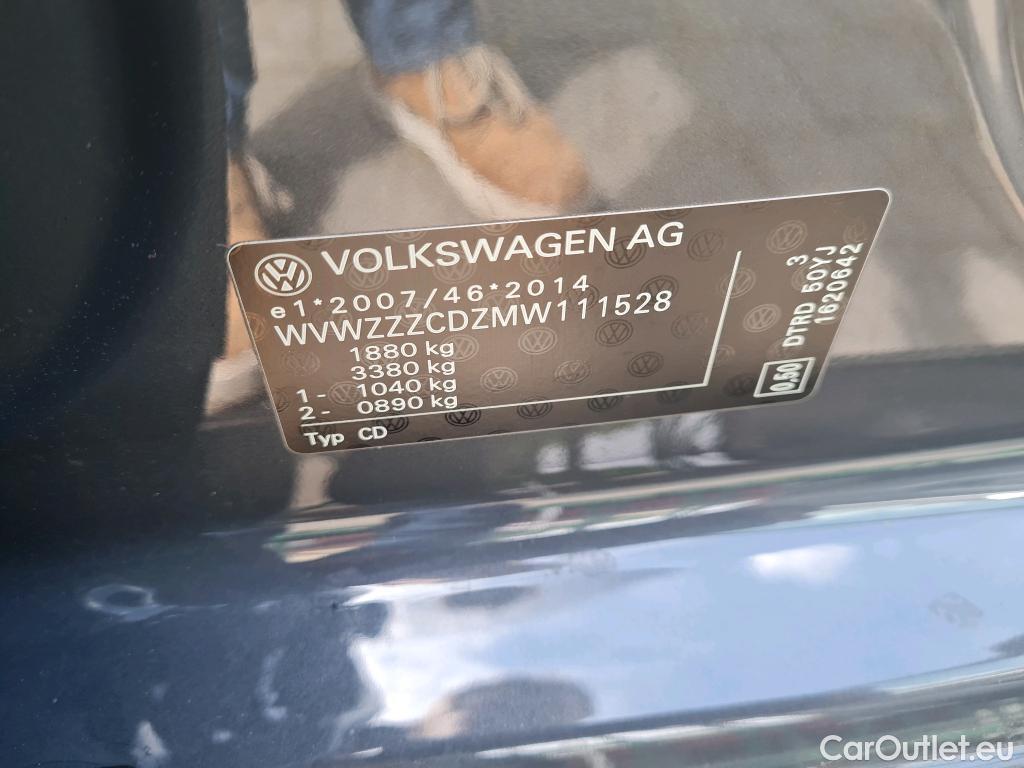 VOLKSWAGEN AG
e1*2007/46*2014
WVWZZZCDZMW111528
1880 kg
3380 kg
1- 1040 kg
2- 0890 kg
Typ CD
3
DTRD 50YJ
1620642
0.60
CarOutlet.eu